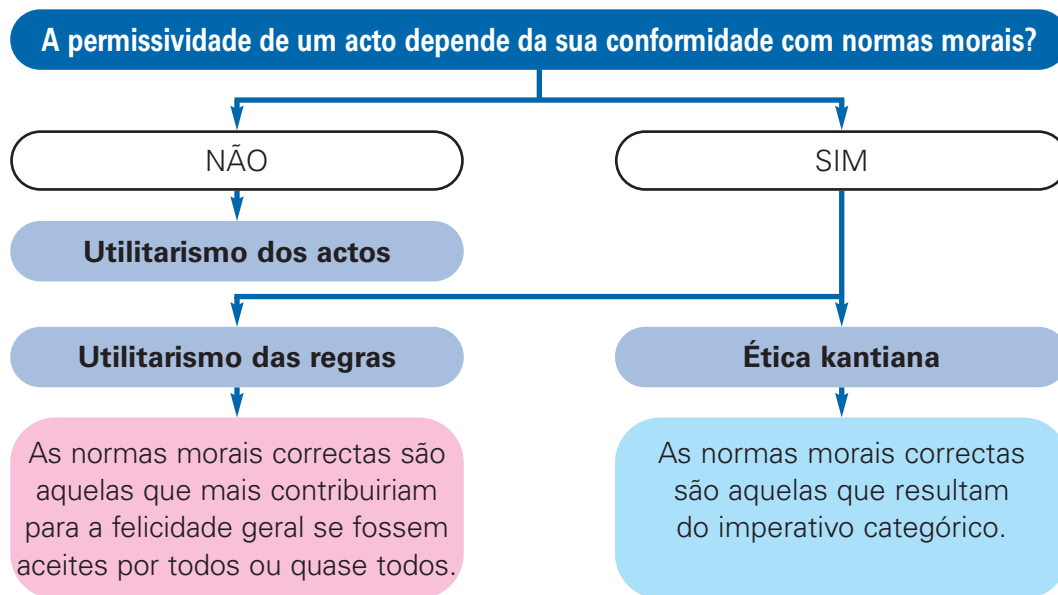 A permissividade de um acto depende da sua conformidade com normas morais?
NÃO
SIM
Utilitarismo dos actos
Utilitarismo das regras
Ética kantiana
As normas morais correctas são
aquelas que mais contribuiriam
para a felicidade geral se fossem
aceites por todos ou quase todos.
As normas morais correctas
são aquelas que resultam
do imperativo categórico.